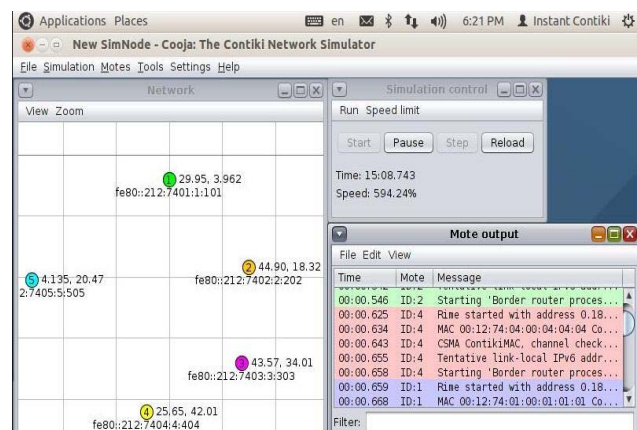 Applications Places en 6:21 PM Instant Contiki
New SimNode - Cooja: The Contiki Network Simulator
File Simulation Motes Tools Settings Help
Network
View Zoom
1 29.95, 3.962
fe80::212:7401:1:101
2 44.90, 18.32
fe80::212:7402:2:202
5 4.135, 20.47
2:7405:5:505
3 43.57, 34.01
fe80::212:7403:3:303
4 25.65, 42.01
fe80::212:7404:4:404
Simulation control
Run Speed limit
Start Pause Step Reload
Time: 15:08.743
Speed: 594.24%
Mote output
File Edit View
Time Mote Message
00:00.546 ID:2 Starting 'Border router proces...
00:00.625 ID:4 Rime started with address 0.18...
00:00.634 ID:4 MAC 00:12:74:04:00:04:04:04 Co...
00:00.643 ID:4 CSMA ContikiMAC, channel check...
00:00.655 ID:4 Tentative link-local IPv6 addr...
00:00.658 ID:4 Starting 'Border router proces...
00:00.659 ID:1 Rime started with address 0.18...
00:00.668 ID:1 MAC 00:12:74:01:00:01:01:01 Co...
Filter: